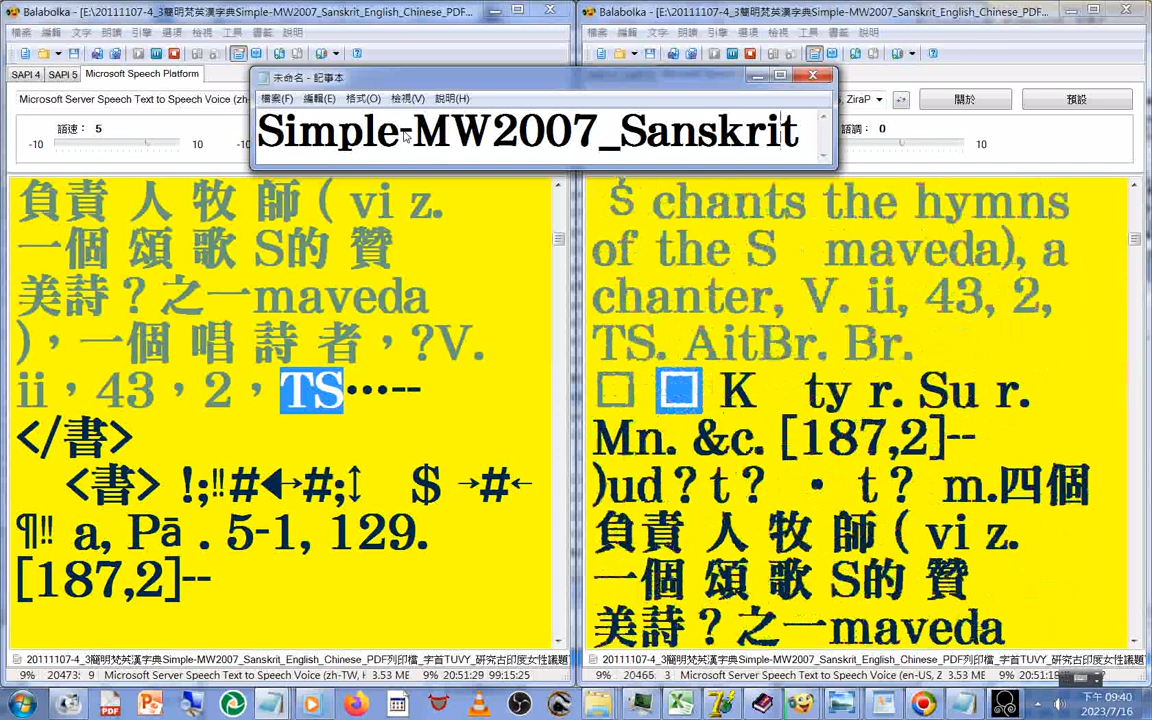 Balabolka - [E:\20111107-4_3簡明梵英漢字典Simple-MW2007_Sanskrit_English_Chinese_PDF...
檔案 編輯 文字 朗讀 引擎 選項 檢視 工具 書籤 說明
SAPI 4 SAPI 5 Microsoft Speech Platform
Microsoft Server Speech Text to Speech Voice (zh-
語速： 5
-10 10
負責 人 牧 師 ( vi z.
一個 頌 歌 S的 贊
美詩？之一maveda
)，一個 唱 詩 者，?V.
ii，43，2，TS…--
</書>
<書> !;‼#◄↔#;↕ $ →#←
¶‼ a, Pā . 5-1, 129.
[187,2]--
20111107-4_3簡明梵英漢字典Simple-MW2007_Sanskrit_English_Chinese_PDF列印檔_字首TUVY_研究古印度女性議題
9% 20473: 9 Microsoft Server Speech Text to Speech Voice (zh-TW, H 3.53 ME 9% 20:51:29 99:15:25
未命名 - 記事本
檔案(F) 編輯(E) 格式(O) 檢視(V) 說明(H)
Simple-MW2007_Sanskrit
Balabolka - [E:\20111107-4_3簡明梵英漢字典Simple-MW2007_Sanskrit_English_Chinese_PDF...
檔案 編輯 文字 朗讀 引擎 選項 檢視 工具 書籤 說明
, ZiraP 關於 預設
語調： 0
10
Ś chants the hymns
of the S maveda), a
chanter, V. ii, 43, 2,
TS. AitBr. Br.
□ □ K ty r. Su r.
Mn. &c. [187,2]--
)ud？t？ • t？ m.四個
負責 人 牧 師 ( vi z.
一個 頌 歌 S的 贊
美詩？之一maveda
20111107-4_3簡明梵英漢字典Simple-MW2007_Sanskrit_English_Chinese_PDF列印檔_字首TUVY_研究古印度女性議題
9% 20465: Microsoft Server Speech Text to Speech Voice (en-US, Z 3.53 ME 9% 20:51:19
下午 09:40
2023/7/16